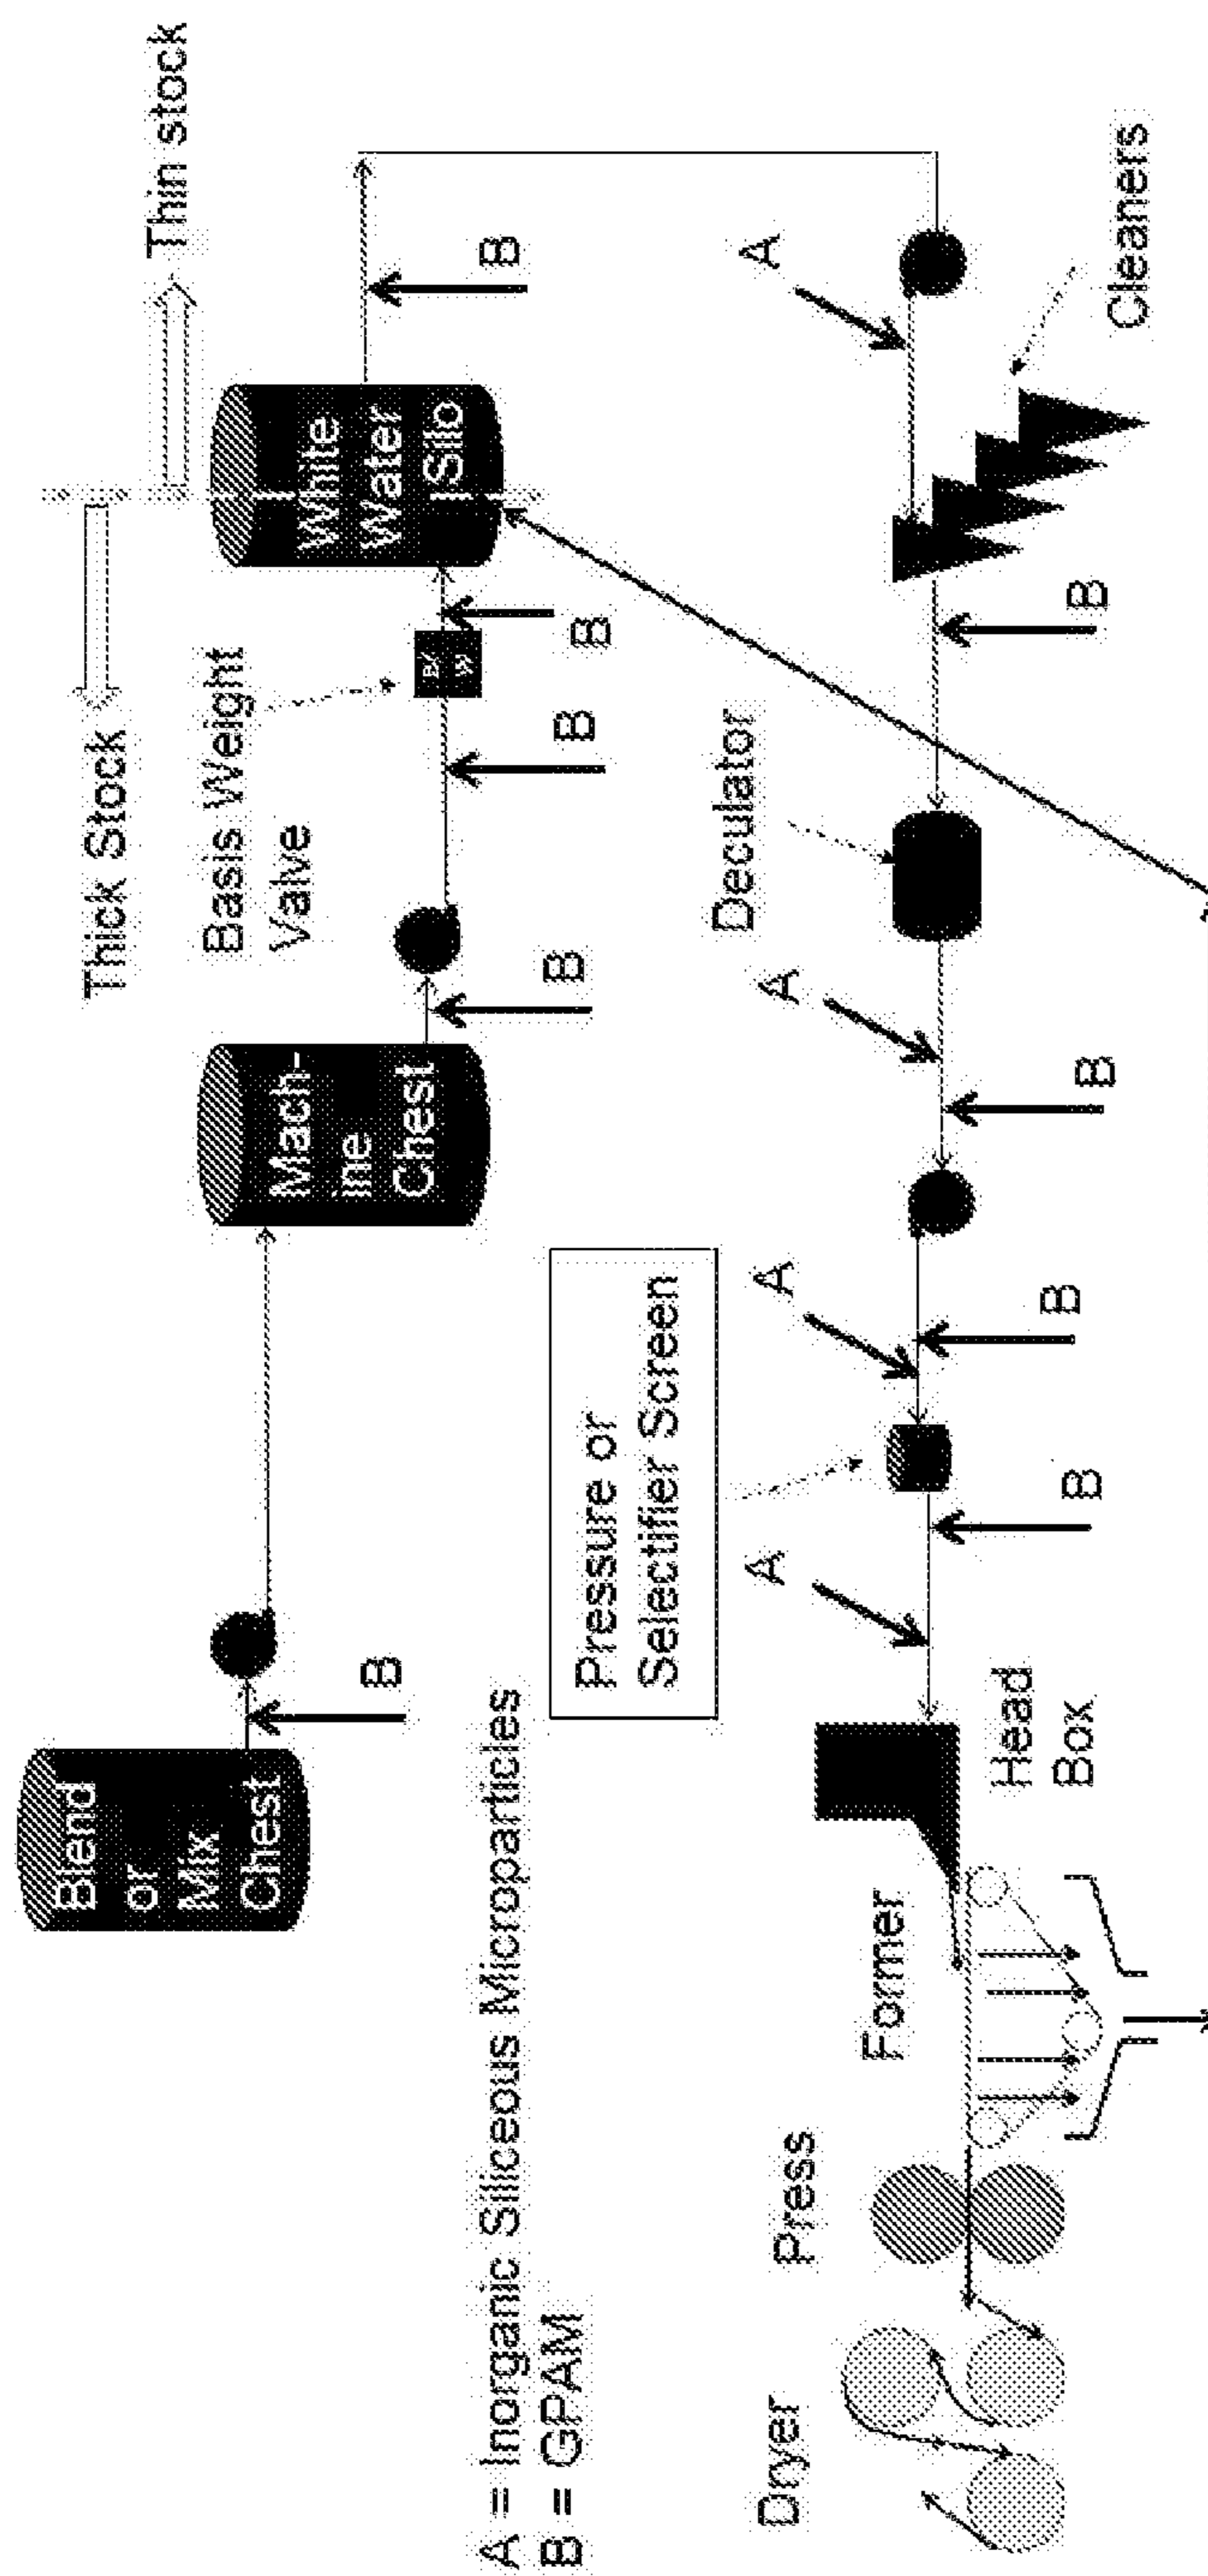 Thick Stock
Thin stock
Blend
or
Mix
Chest
B
Mach-
ine
Chest
B
Basis Weight
Valve
B/
W
B
B
White
Water
Silo
B
A = Inorganic Siliceous Microparticles
B = GPAM
Pressure or
Selectifier Screen
Dryer
Press
Former
Head
Box
A
B
A
B
A
B
Deculator
B
A
Cleaners